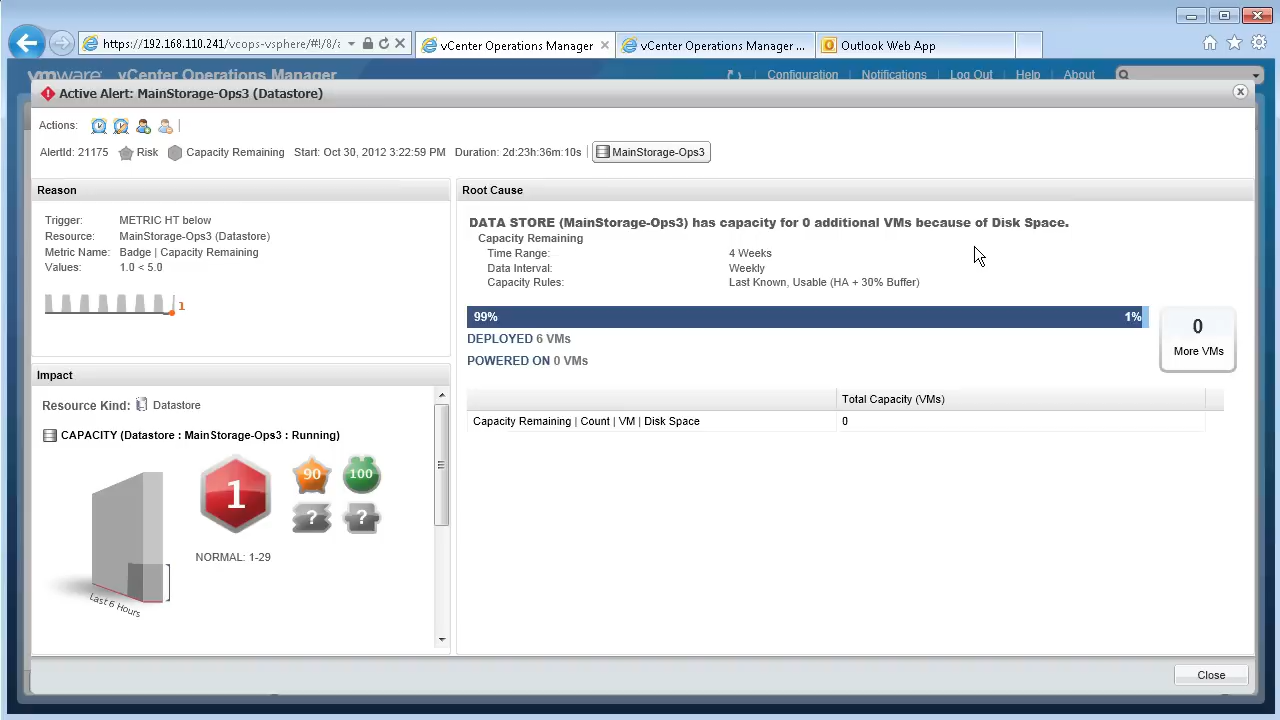 https://192.168.110.241/vcops-vsphere/#!/8/a
vCenter Operations Manager
vCenter Operations Manager ...
Outlook Web App
vmware vCenter Operations Manager
Configuration Notifications Log Out Help About
Active Alert: MainStorage-Ops3 (Datastore)
Actions:
AlertId: 21175 Risk Capacity Remaining Start: Oct 30, 2012 3:22:59 PM Duration: 2d:23h:36m:10s MainStorage-Ops3
Reason
Trigger: METRIC HT below
Resource: MainStorage-Ops3 (Datastore)
Metric Name: Badge | Capacity Remaining
Values: 1.0 < 5.0
1
Impact
Resource Kind: Datastore
CAPACITY (Datastore : MainStorage-Ops3 : Running)
1
90
100
?
?
NORMAL: 1-29
Last 6 Hours
Root Cause
DATA STORE (MainStorage-Ops3) has capacity for 0 additional VMs because of Disk Space.
Capacity Remaining
Time Range: 4 Weeks
Data Interval: Weekly
Capacity Rules: Last Known, Usable (HA + 30% Buffer)
99% 1%
DEPLOYED 6 VMs
POWERED ON 0 VMs
0
More VMs
Total Capacity (VMs)
Capacity Remaining | Count | VM | Disk Space 0
Close